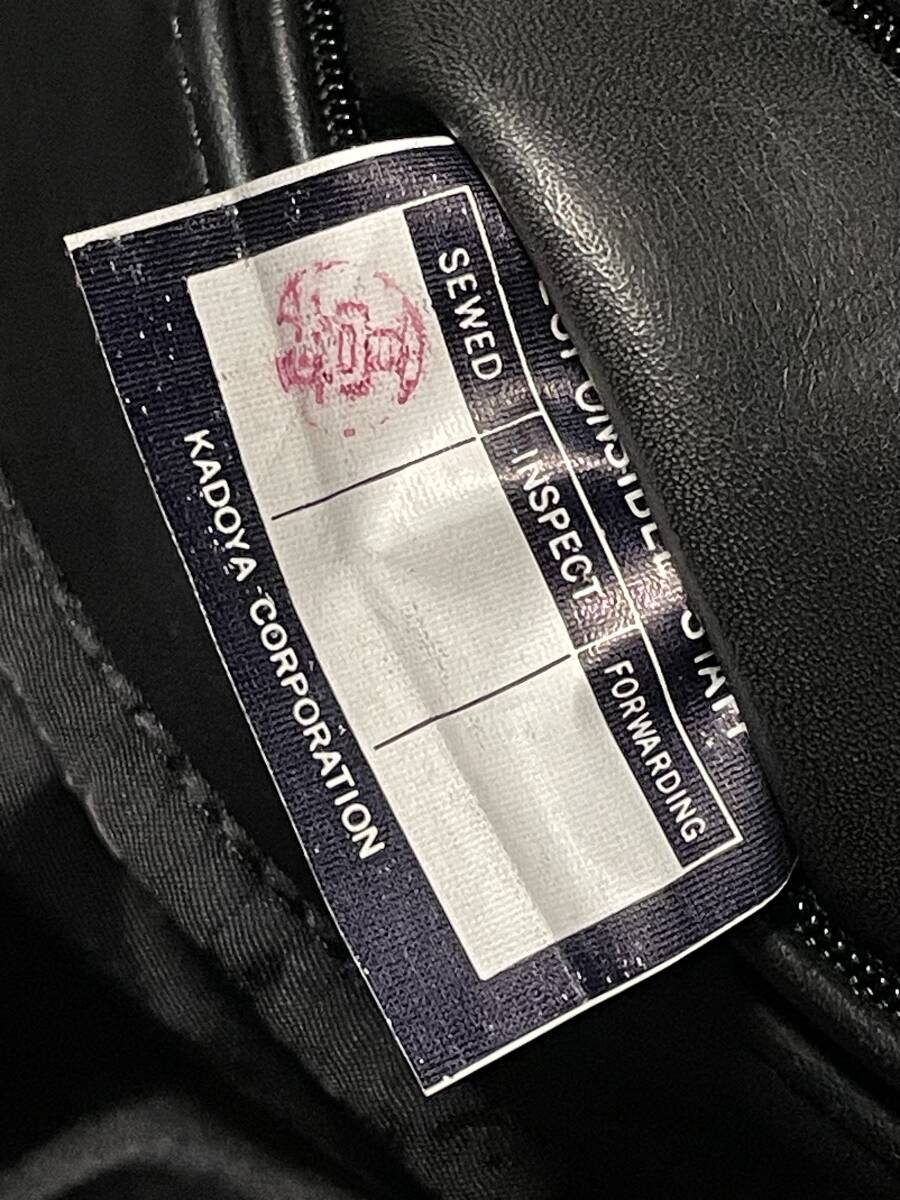 SEWED
INSPECT
FORWARDING
KADOYA CORPORATION